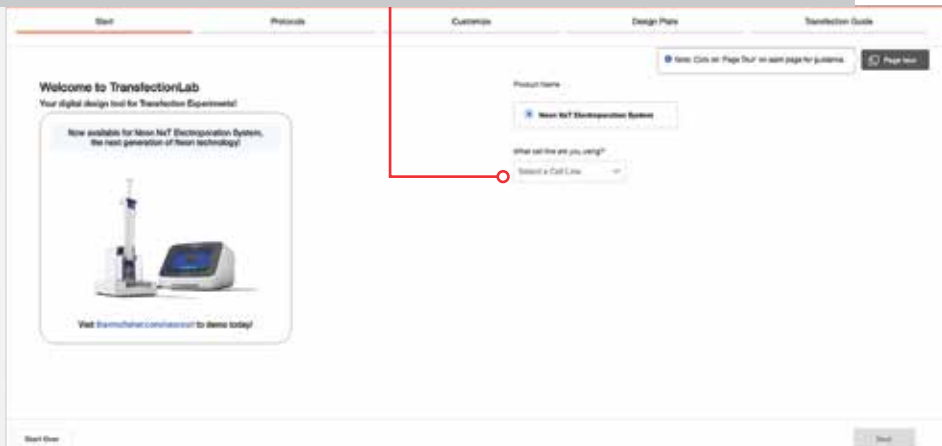 Start
Protocols
Customize
Design Plate
Transfection Guide
Note: Click on 'Page Tour' on each page for guidance.
Page tour
Welcome to TransfectionLab
Your digital design tool for Transfection Experiments!
Now available for Neon NxT Electroporation System,
the next generation of Neon technology!
Visit thermofisher.com/neonnxt to demo today!
Product Name
Neon NxT Electroporation System
What cell line are you using?
Select a Cell Line
Start Over
Next